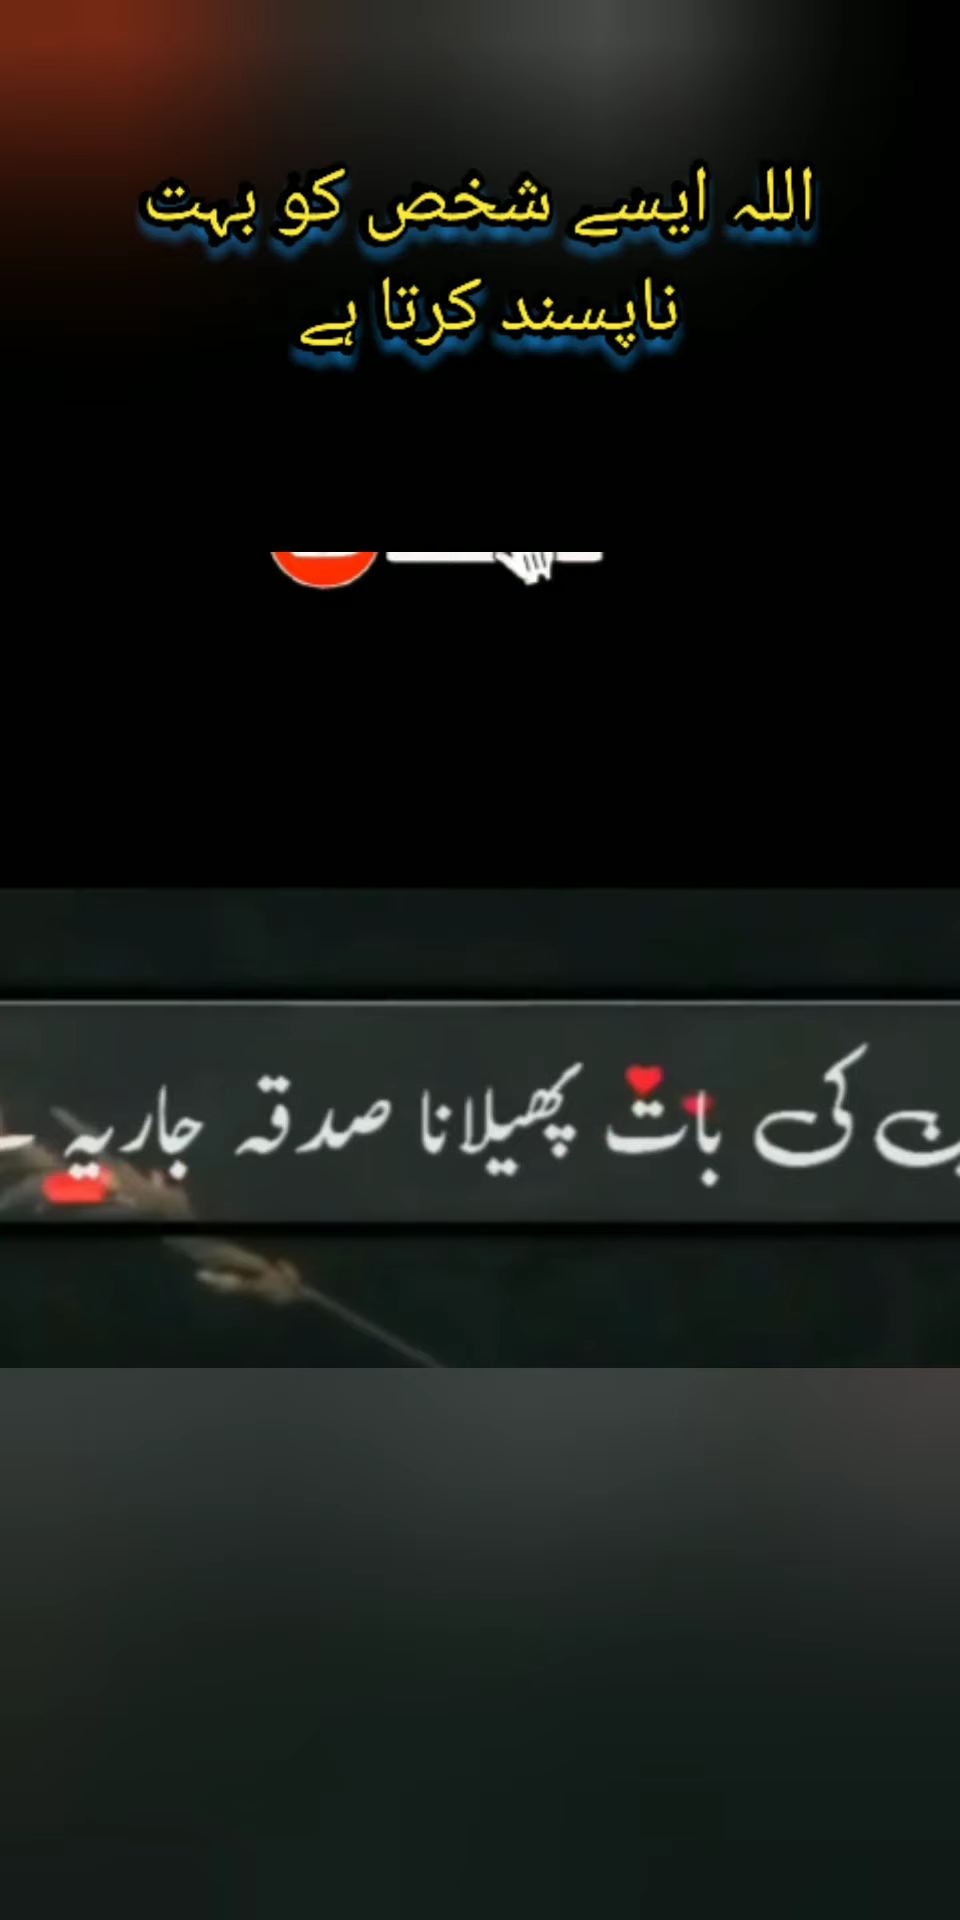 اللہ ایسے شخص کو بہت
ناپسند کرتا ہے
کی بات پھیلانا صدقہ جاریہ